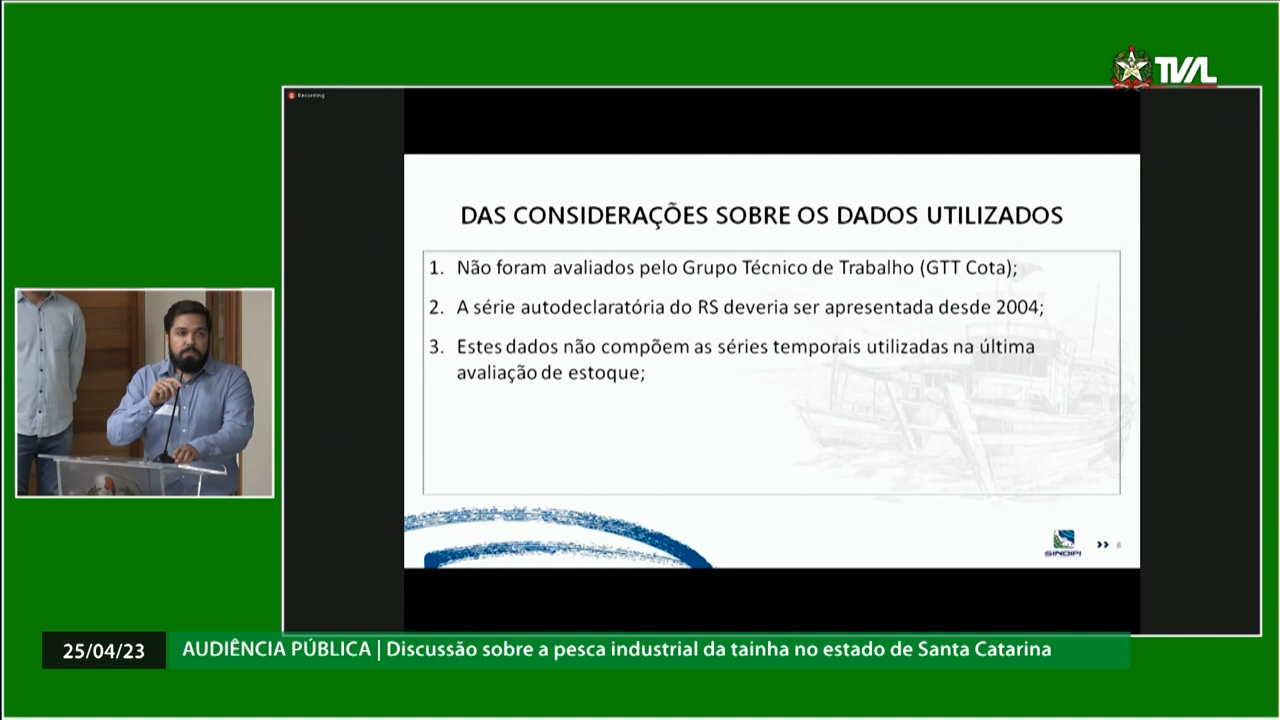 TVAL
Recording
DAS CONSIDERAÇÕES SOBRE OS DADOS UTILIZADOS
1. Não foram avaliados pelo Grupo Técnico de Trabalho (GTT Cota);
2. A série autodeclaratória do RS deveria ser apresentada desde 2004;
3. Estes dados não compõem as séries temporais utilizadas na última
avaliação de estoque;
SINDIPI
8
25/04/23
AUDIÊNCIA PÚBLICA | Discussão sobre a pesca industrial da tainha no estado de Santa Catarina